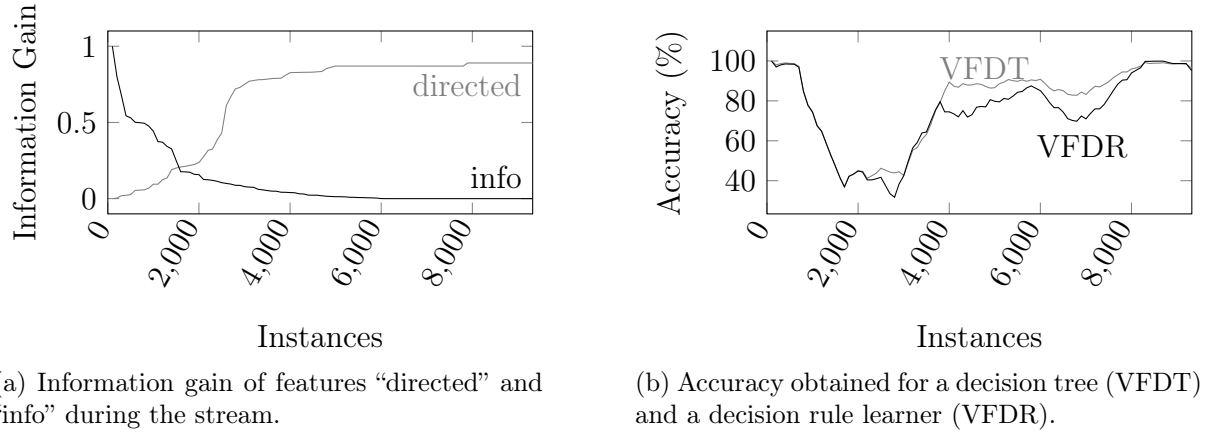 Information Gain
1
0.5
0
directed
info
0
2,000
4,000
6,000
8,000
Instances
a) Information gain of features “directed” and
info” during the stream.
Accuracy (%)
100
80
60
40
VFDT
VFDR
0
2,000
4,000
6,000
8,000
Instances
(b) Accuracy obtained for a decision tree (VFDT)
and a decision rule learner (VFDR).